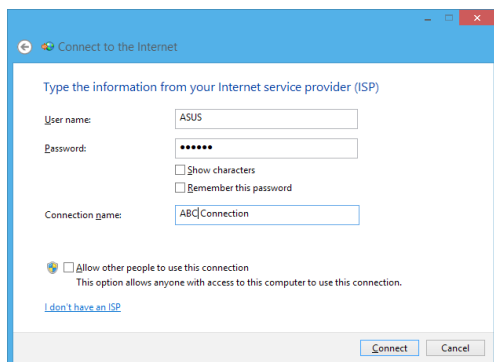 Connect to the Internet
Type the information from your Internet service provider (ISP)
User name: ASUS
Password: ●●●●●●
Show characters
Remember this password
Connection name: ABC Connection
Allow other people to use this connection
This option allows anyone with access to this computer to use this connection.
I don't have an ISP
Connect Cancel